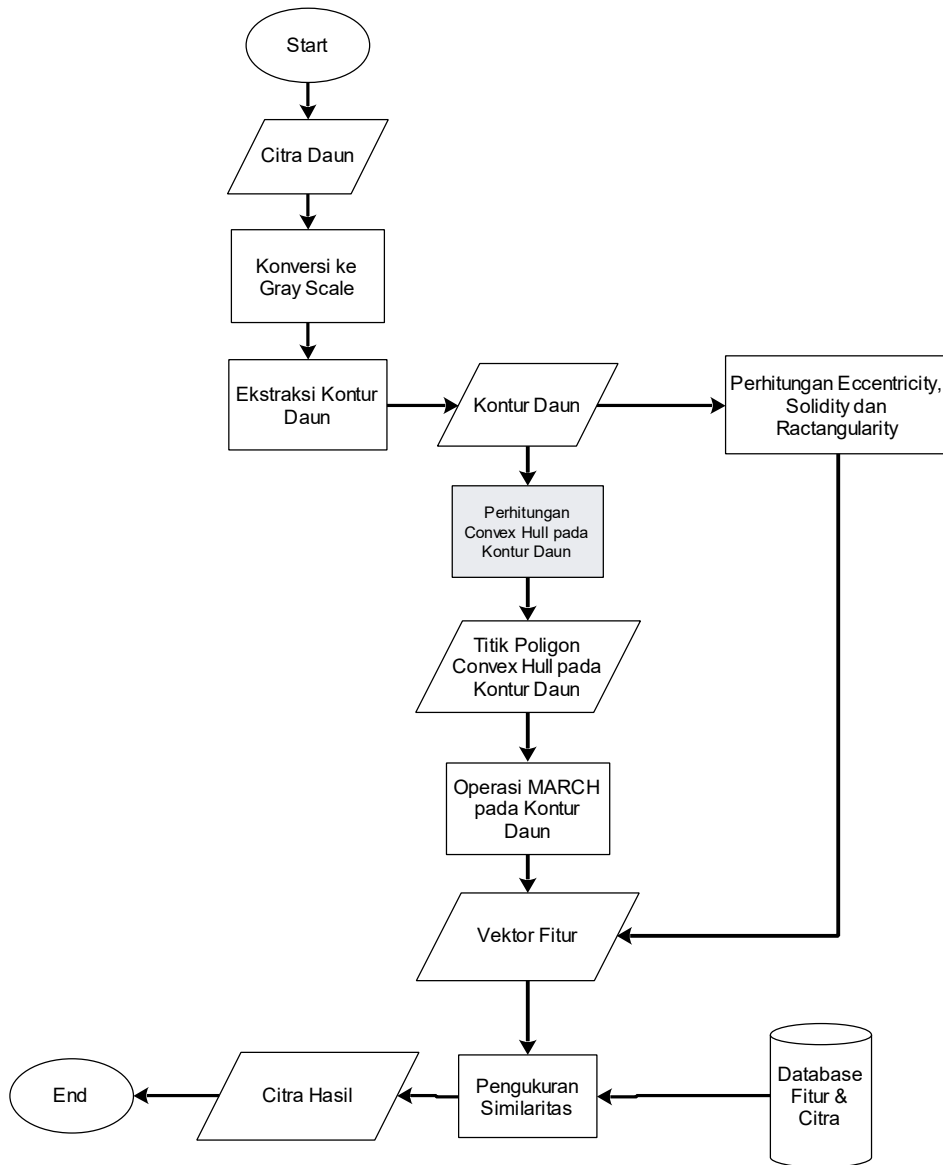 Start
Citra Daun
Konversi ke
Gray Scale
Ekstraksi Kontur
Daun
Kontur Daun
Perhitungan Eccentricity,
Solidity dan
Ractangularity
Perhitungan
Convex Hull pada
Kontur Daun
Titik Poligon
Convex Hull pada
Kontur Daun
Operasi MARCH
pada Kontur
Daun
Vektor Fitur
Pengukuran
Similaritas
Database
Fitur &
Citra
Citra Hasil
End